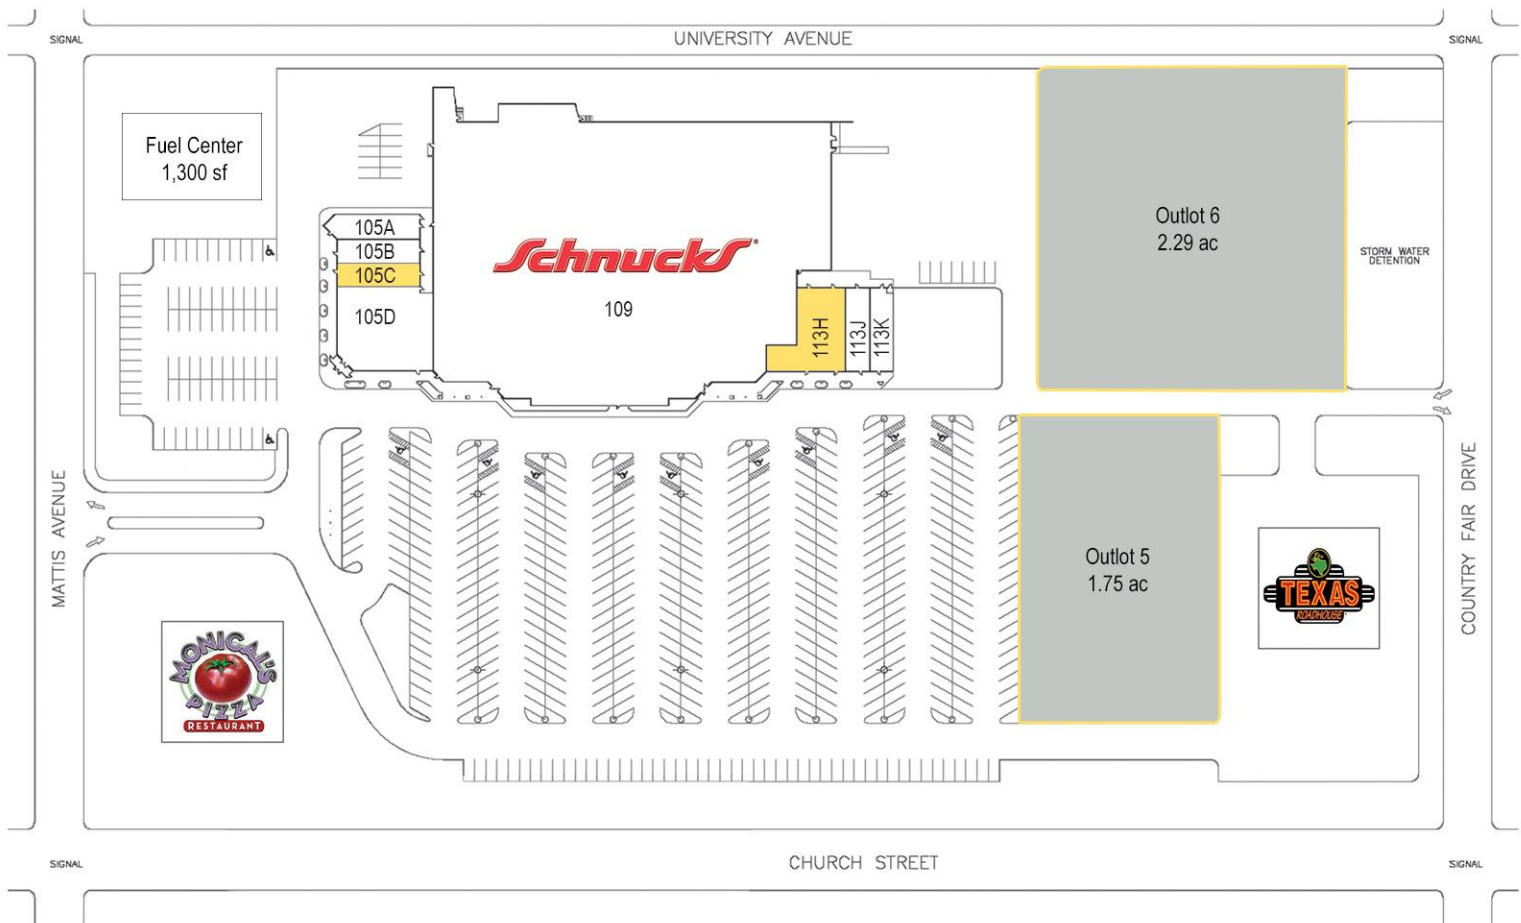 UNIVERSITY AVENUE
SIGNAL
SIGNAL
Fuel Center
1,300 sf
105A
105B
105C
105D
Schnucks
109
113H
113J
113K
Outlot 6
2.29 ac
STORM WATER
DETENTION
MATTIS AVENUE
COUNTRY FAIR DRIVE
Outlot 5
1.75 ac
TEXAS
ROADHOUSE
MONICAL'S
PIZZA
RESTAURANT
SIGNAL
CHURCH STREET
SIGNAL